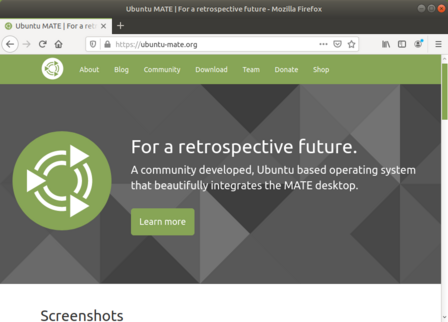 Ubuntu MATE | For a retrospective future - Mozilla Firefox
Ubuntu MATE | For a ret
https://ubuntu-mate.org
About Blog Community Download Team Donate Shop
For a retrospective future.
A community developed, Ubuntu based operating system
that beautifully integrates the MATE desktop.
Learn more
Screenshots